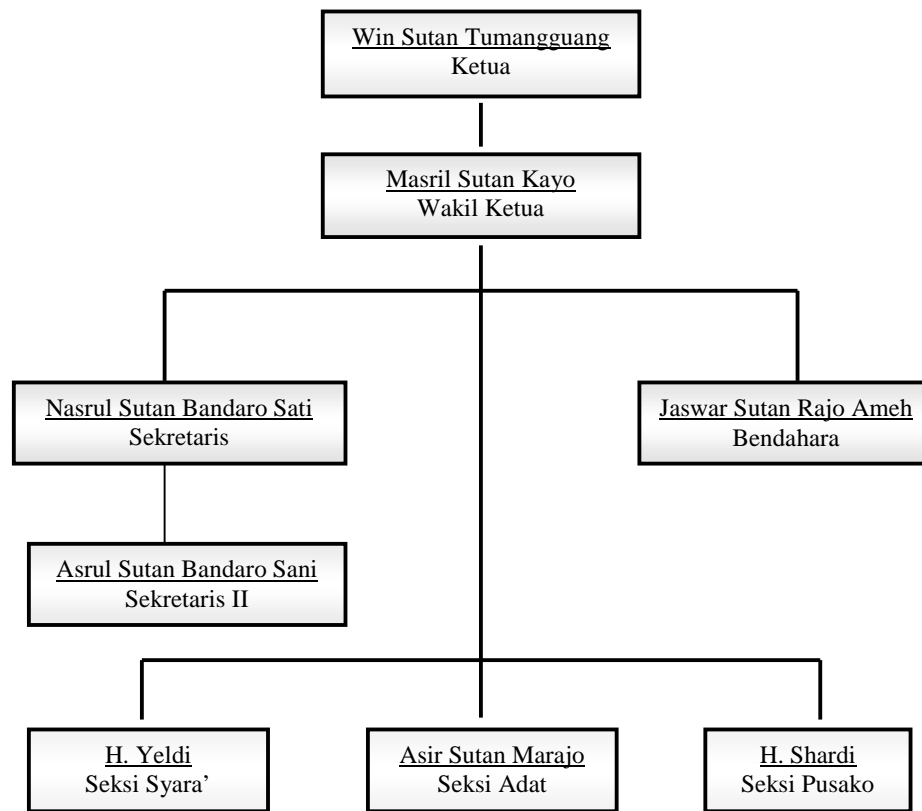 Win Sutan Tumangguang
Ketua
Masril Sutan Kayo
Wakil Ketua
Nasrul Sutan Bandaro Sati
Sekretaris
Jaswar Sutan Rajo Ameh
Bendahara
Asrul Sutan Bandaro Sani
Sekretaris II
H. Yeldi
Seksi Syara’
Asir Sutan Marajo
Seksi Adat
H. Shardi
Seksi Pusako